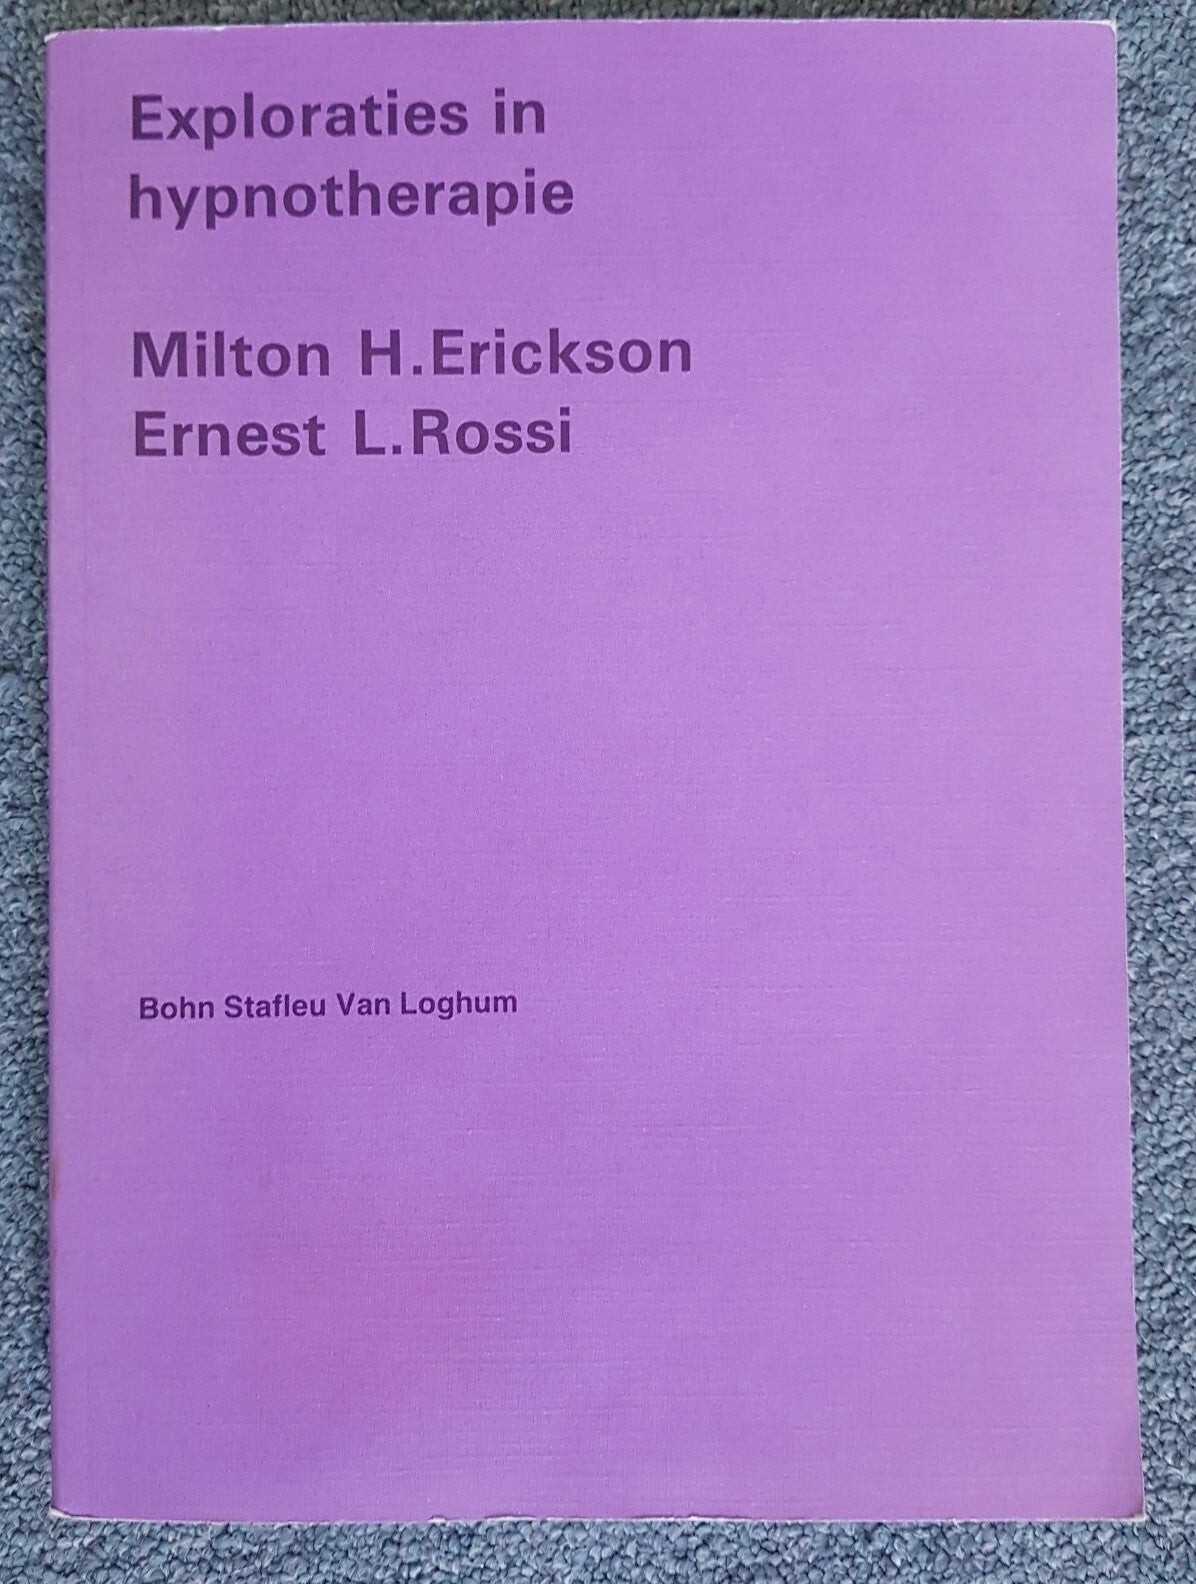 Exploraties in
hypnotherapie
Milton H.Erickson
Ernest L.Rossi
Bohn Stafleu Van Loghum